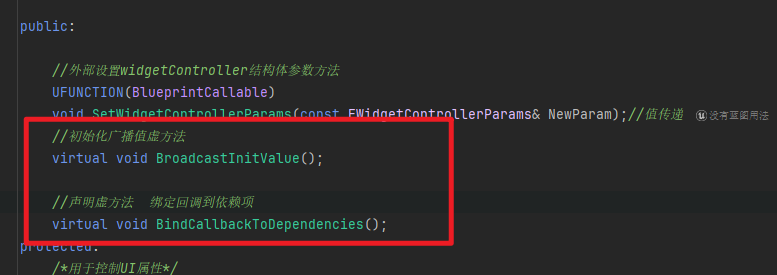 public:
//外部设置widgetController结构体参数方法
UFUNCTION(BlueprintCallable)
void SetWidgetControllerParams(const FWidgetControllerParams& NewParam);//值传递 没有蓝图用法
//初始化广播值虚方法
virtual void BroadcastInitValue();
//声明虚方法 绑定回调到依赖项
virtual void BindCallbackToDependencies();
protected:
/*用于控制UI属性*/